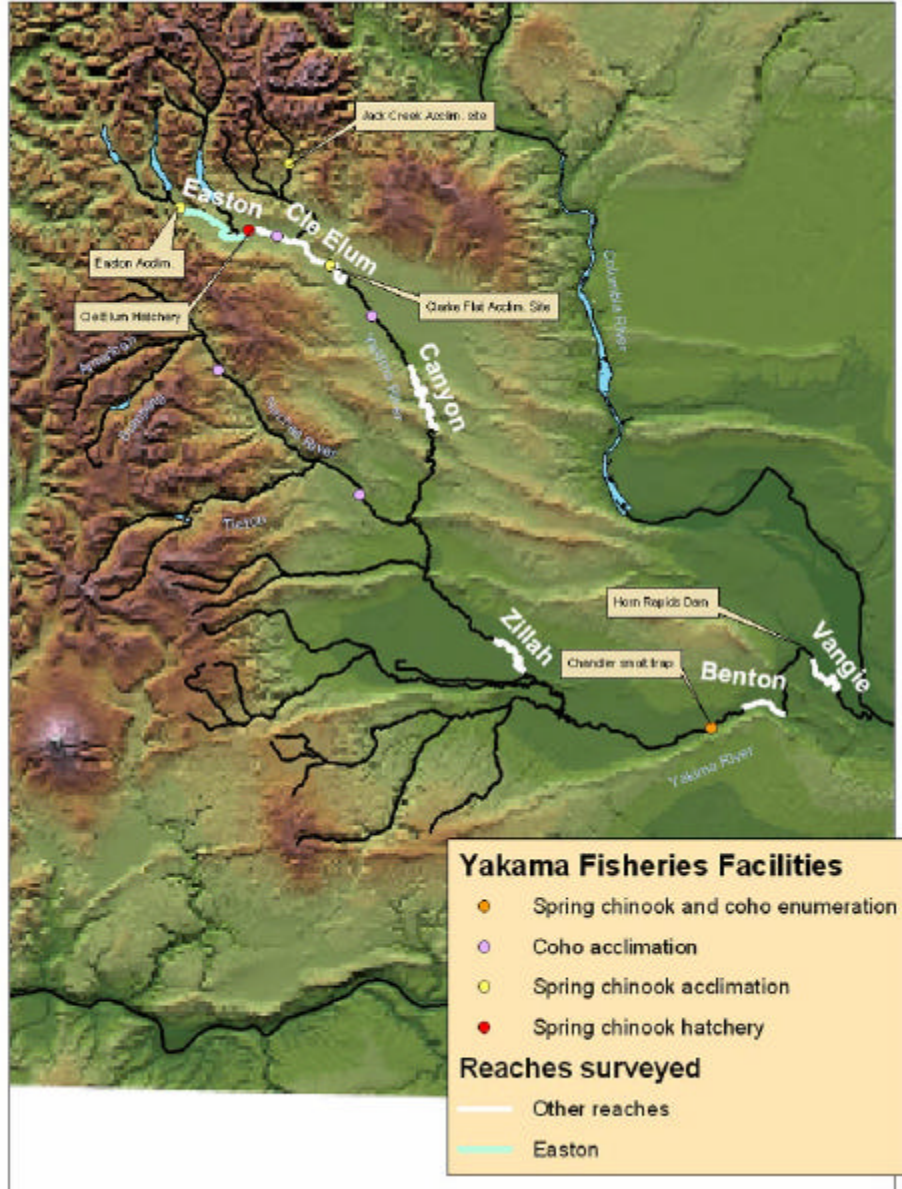 Jack Creek Acclim. site
Easton
Cle Elum
Easton Acclim.
Cle Elum Hatchery
Clarke Flat Acclim. Site
Columbia River
American
Bumping
Yakima River
Canyon
Naches River
Tieton
Horn Rapids Dam
Zillah
Vangie
Chandler smolt trap
Benton
Yakima River
Yakama Fisheries Facilities
Spring chinook and coho enumeration
Coho acclimation
Spring chinook acclimation
Spring chinook hatchery
Reaches surveyed
Other reaches
Easton